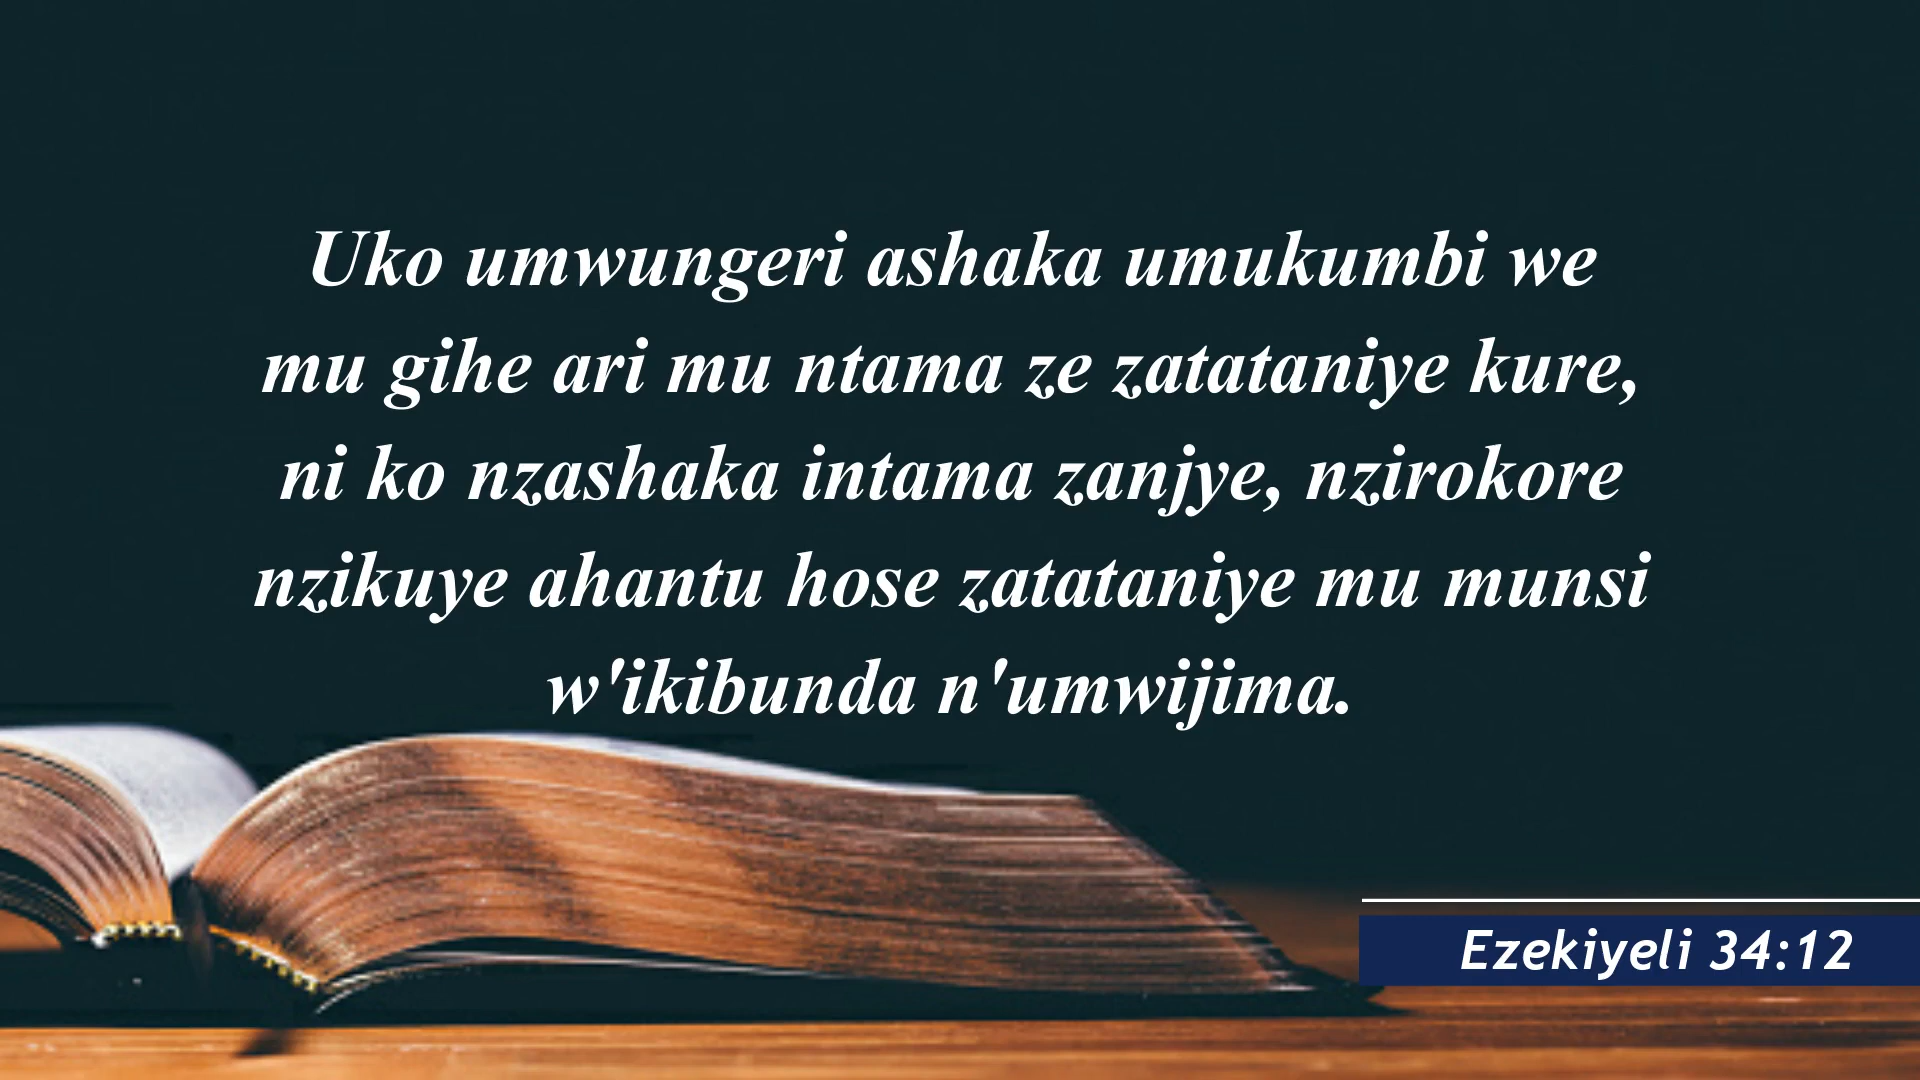 Uko umwungeri ashaka umukumbi we
mu gihe ari mu ntama ze zatataniye kure,
ni ko nzashaka intama zanjye, nzirokore
nzikuye ahantu hose zatataniye mu munsi
w'ikibunda n'umwijima.
Ezekiyeli 34:12